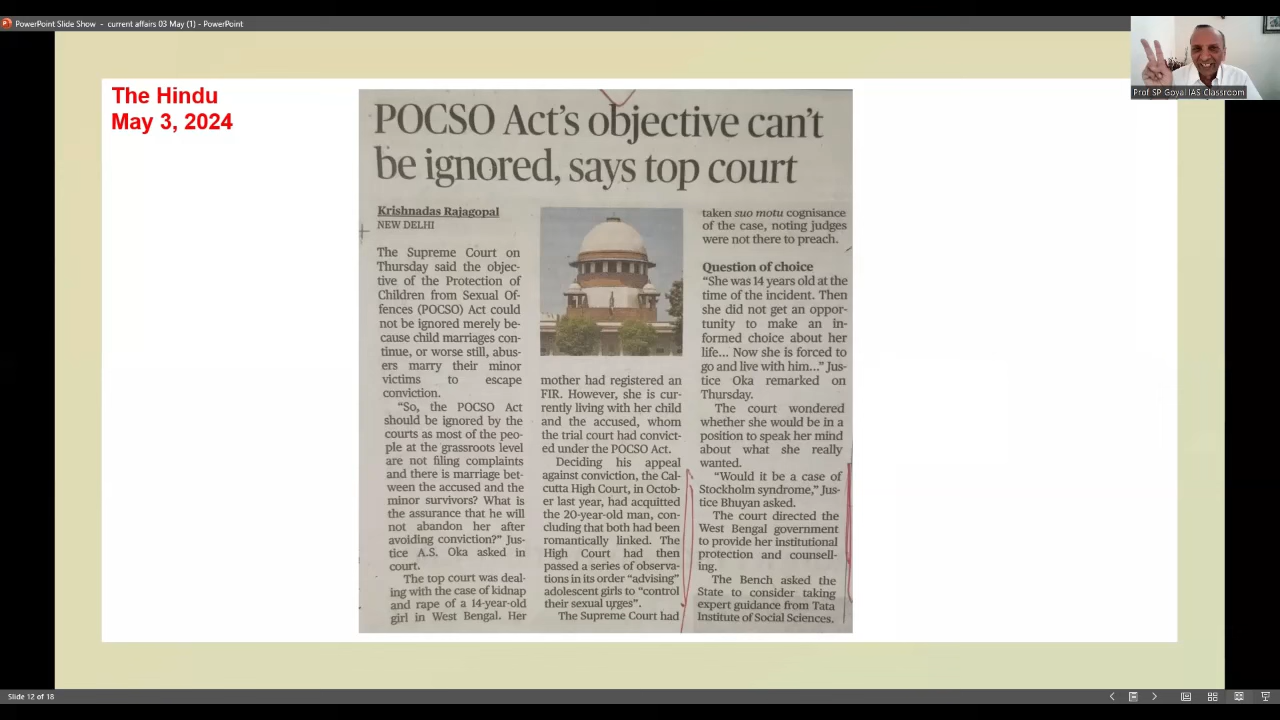 PowerPoint Slide Show - current affairs 03 May (1) - PowerPoint
Prof SP Goyal IAS Classroom
The Hindu
May 3, 2024
POCSO Act's objective can't
be ignored, says top court
Krishnadas Rajagopal
NEW DELHI
The Supreme Court on
Thursday said the objec-
tive of the Protection of
Children from Sexual Of-
fences (POCSO) Act could
not be ignored merely be-
cause child marriages con-
tinue, or worse still, abus-
ers marry their minor
victims to escape
conviction.
"So, the POCSO Act
should be ignored by the
courts as most of the peo-
ple at the grassroots level
are not filing complaints
and there is marriage bet-
ween the accused and the
minor survivors? What is
the assurance that he will
not abandon her after
avoiding conviction?" Jus-
tice A.S. Oka asked in
court.
The top court was deal-
ing with the case of kidnap
and rape of a 14-year-old
girl in West Bengal. Her
mother had registered an
FIR. However, she is cur-
rently living with her child
and the accused, whom
the trial court had convict-
ed under the POCSO Act.
Deciding his appeal
against conviction, the Cal-
cutta High Court, in Octob-
er last year, had acquitted
the 20-year-old man, con-
cluding that both had been
romantically linked. The
High Court had then
passed a series of observa-
tions in its order "advising"
adolescent girls to "control
their sexual urges".
The Supreme Court had
taken suo motu cognisance
of the case, noting judges
were not there to preach.
Question of choice
"She was 14 years old at the
time of the incident. Then
she did not get an oppor-
tunity to make an in-
formed choice about her
life... Now she is forced to
go and live with him..." Jus-
tice Oka remarked on
Thursday.
The court wondered
whether she would be in a
position to speak her mind
about what she really
wanted.
"Would it be a case of
Stockholm syndrome," Jus-
tice Bhuyan asked.
The court directed the
West Bengal government
to provide her institutional
protection and counsell-
ing.
The Bench asked the
State to consider taking
expert guidance from Tata
Institute of Social Sciences.
Slide 12 of 18